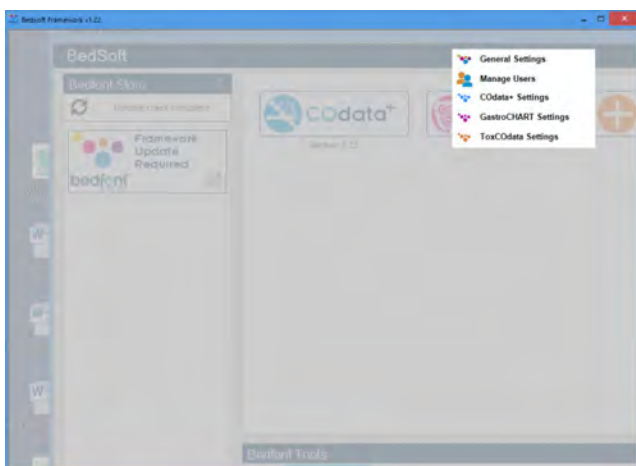 Bedsoft Framework v1.22
BedSoft
General Settings
Manage Users
COdata+ Settings
GastroCHART Settings
ToxCOdata Settings
Bedfont Store
COdata+
Framework
Update
Required
bedfont
Bedfont Tools